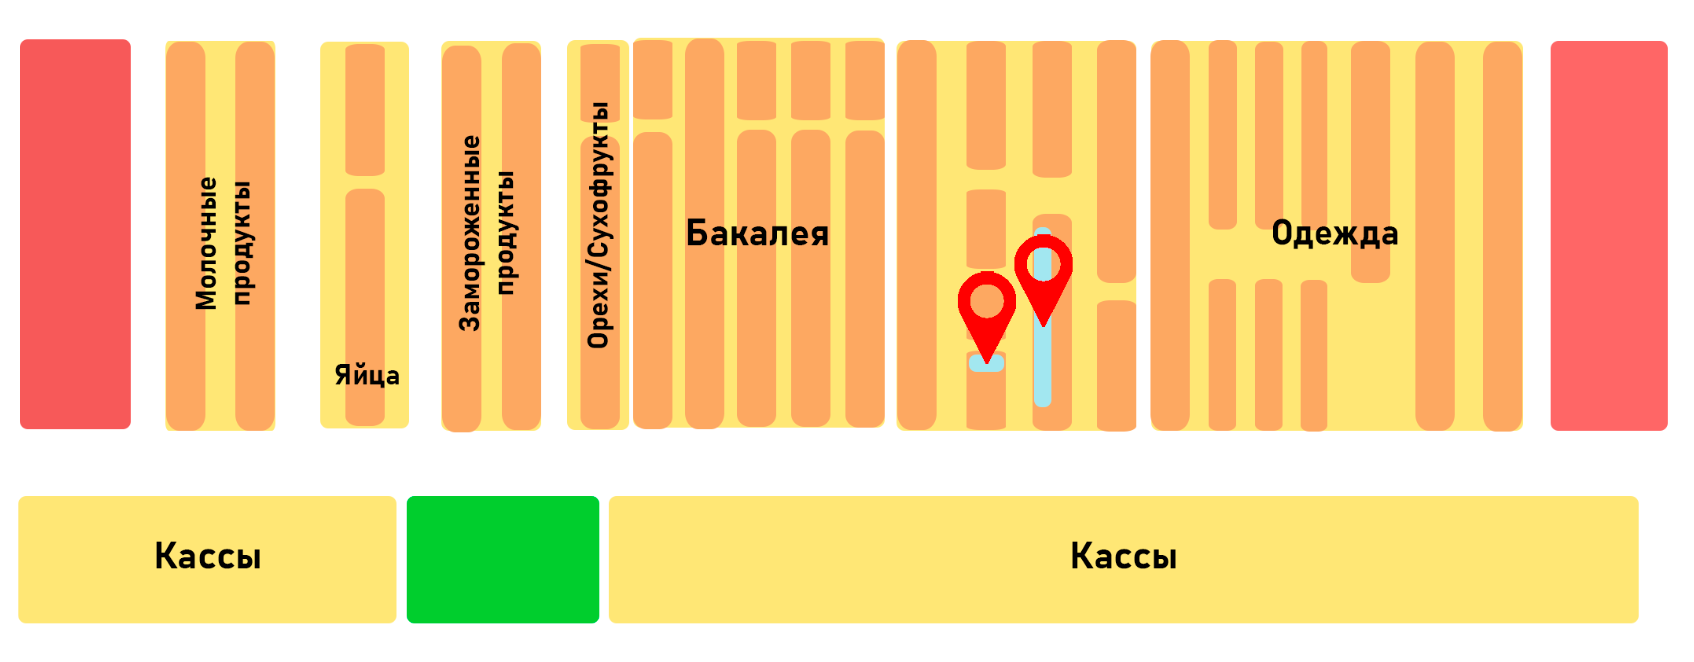 Молочные
продукты
Яйца
Замороженные
продукты
Орехи/Сухофрукты
Бакалея
Одежда
Кассы
Кассы